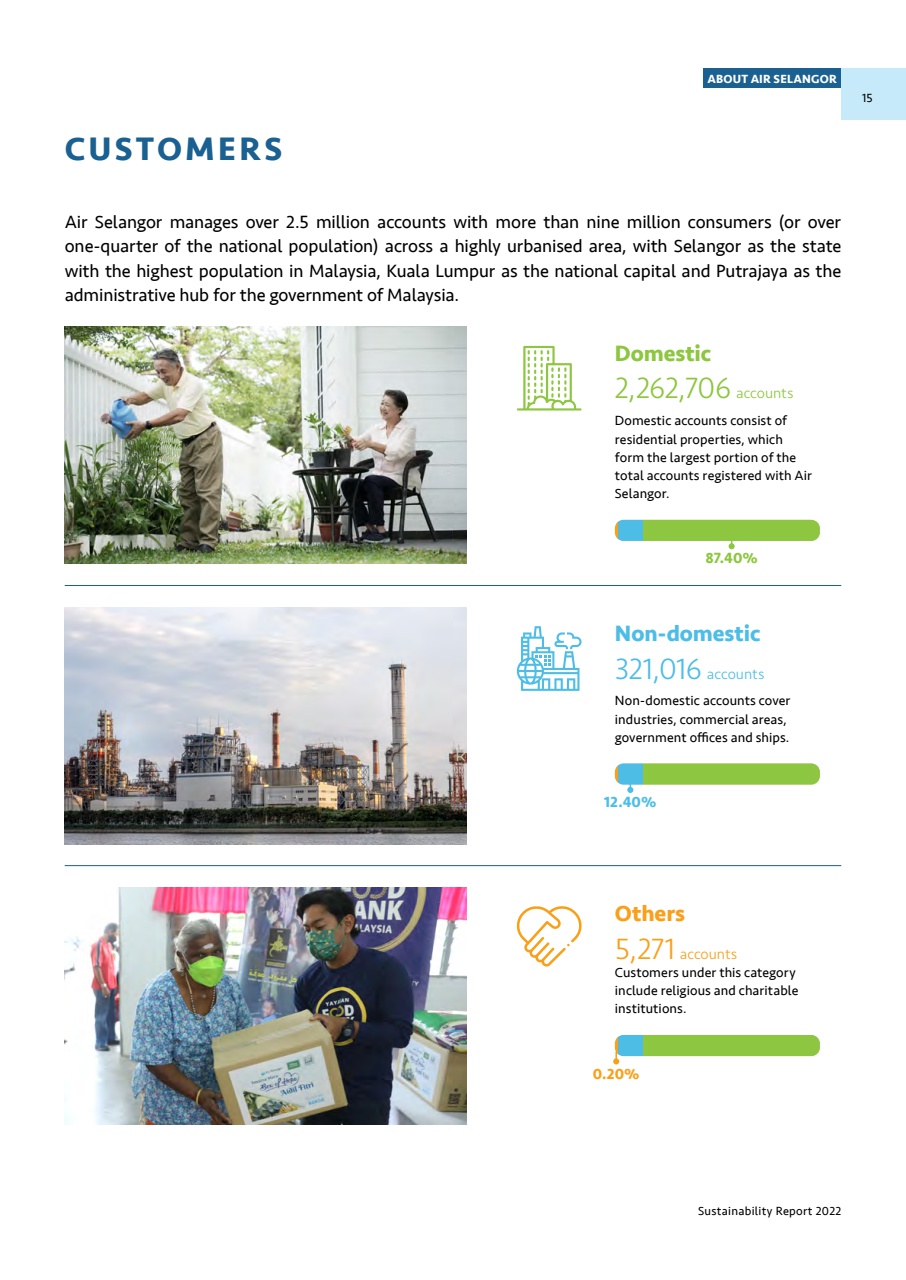 ABOUT AIR SELANGOR
15
CUSTOMERS
Air Selangor manages over 2.5 million accounts with more than nine million consumers (or over
one-quarter of the national population) across a highly urbanised area, with Selangor as the state
with the highest population in Malaysia, Kuala Lumpur as the national capital and Putrajaya as the
administrative hub for the government of Malaysia.
Domestic
2,262,706 accounts
Domestic accounts consist of
residential properties, which
form the largest portion of the
total accounts registered with Air
Selangor.
87.40%
Non-domestic
321,016 accounts
Non-domestic accounts cover
industries, commercial areas,
government offices and ships.
12.40%
ANK
ALAYSIA
Aidil Fitri
Others
5,271 accounts
Customers under this category
include religious and charitable
institutions.
0.20%
Sustainability Report 2022